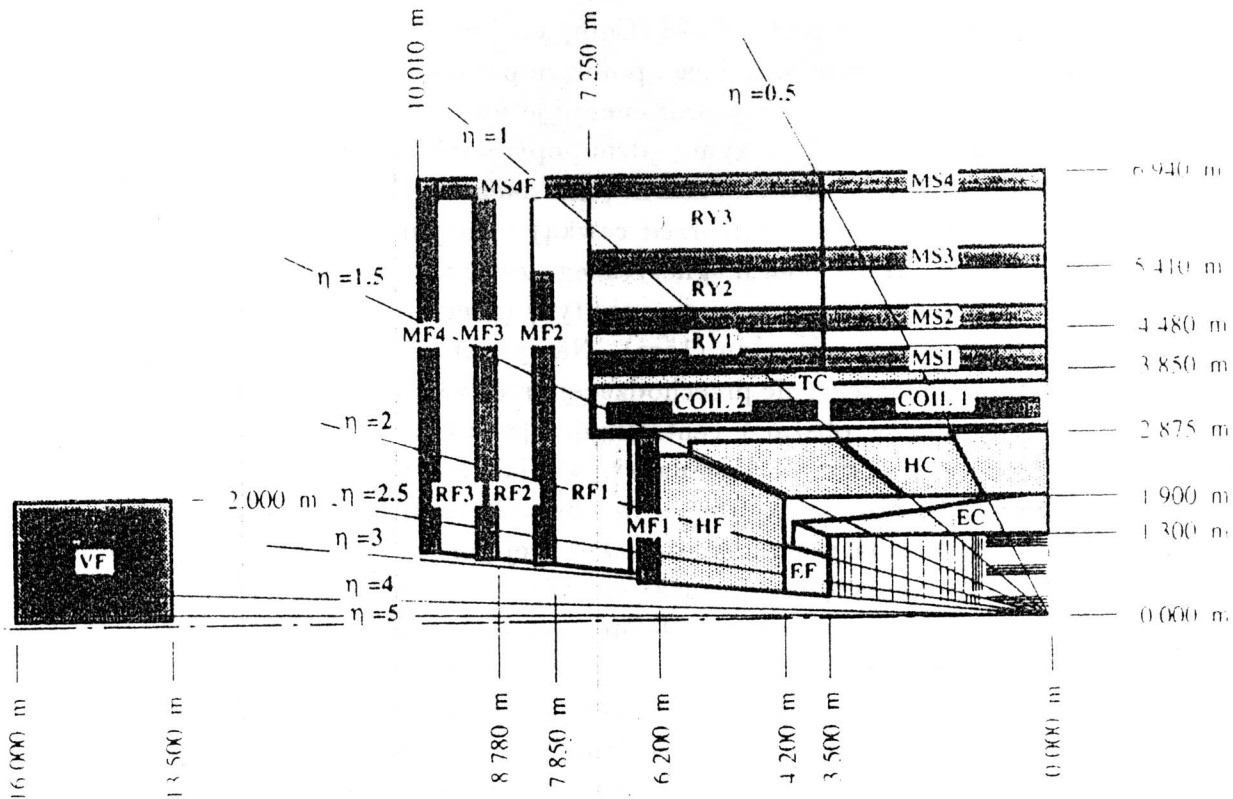 10.010 m
7.250 m
η =0.5
η =1
MS4F
MS4
6.940 m
RY3
MS3
5.410 m
η =1.5
RY2
MS2
4.480 m
MF4
MF3
MF2
RY1
MS1
3.850 m
TC
COIL 2
COIL 1
η =2
2.875 m
HC
2.000 m
η =2.5
RF3
RF2
RF1
MF1
HF
1.900 m
EC
1.300 m
VF
η =3
EF
η =4
η =5
0.000 m
16.000 m
13.500 m
8.780 m
7.850 m
6.200 m
4.200 m
3.500 m
0.000 m